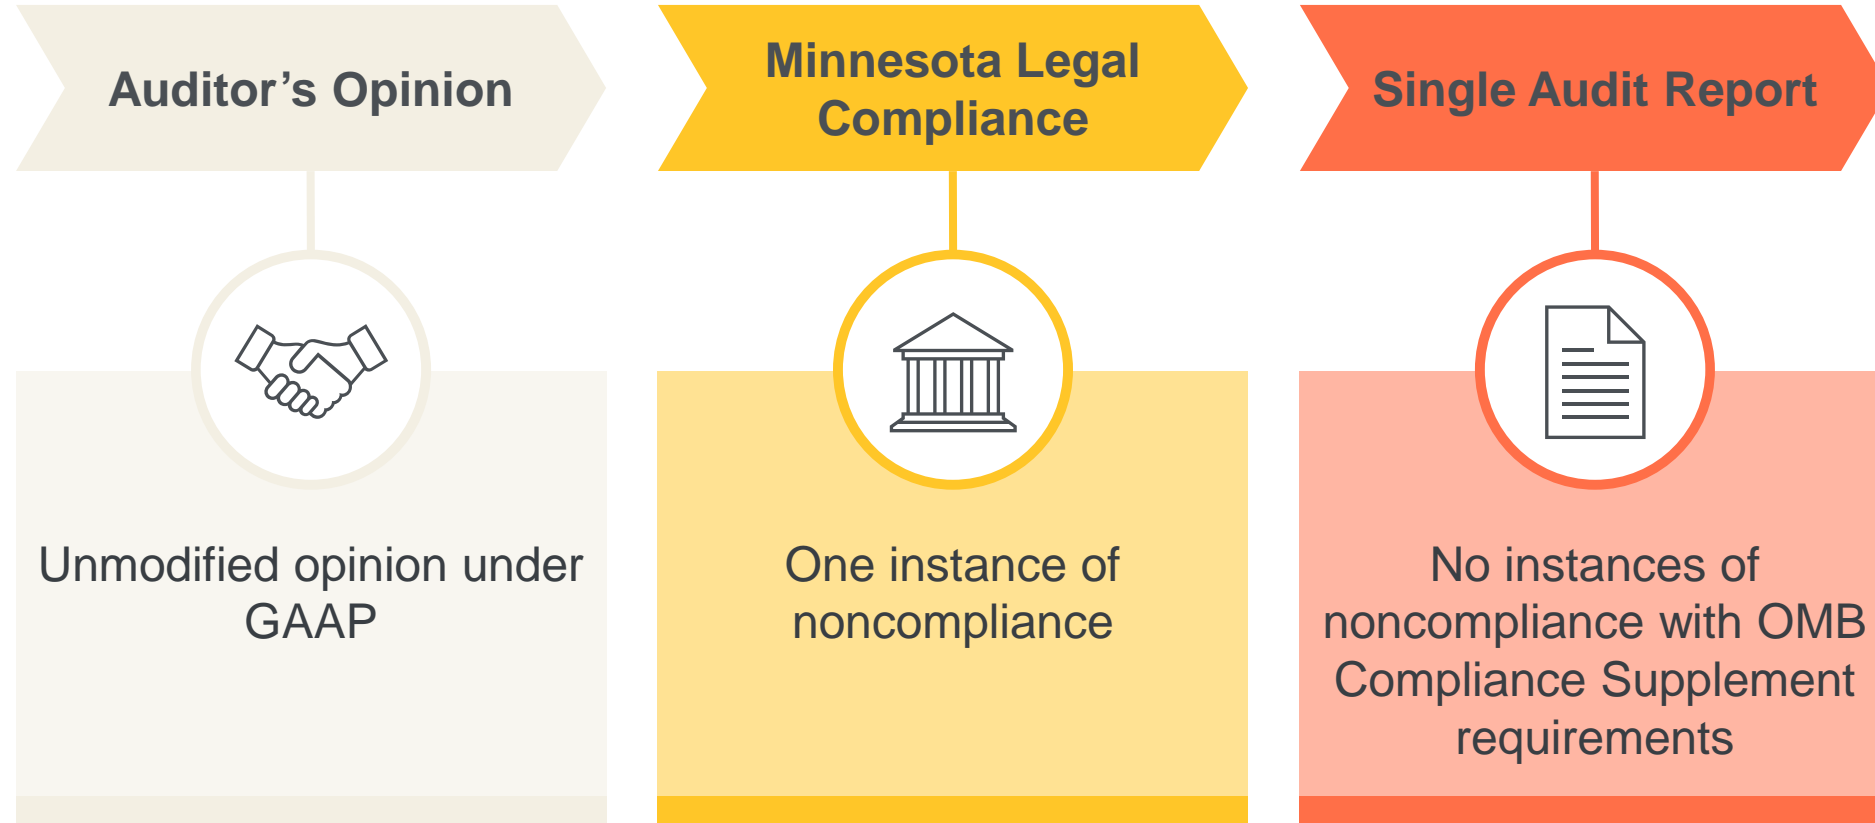 Auditor’s Opinion
Minnesota Legal
Compliance
Single Audit Report
Unmodified opinion under
GAAP
One instance of
noncompliance
No instances of
noncompliance with OMB
Compliance Supplement
requirements